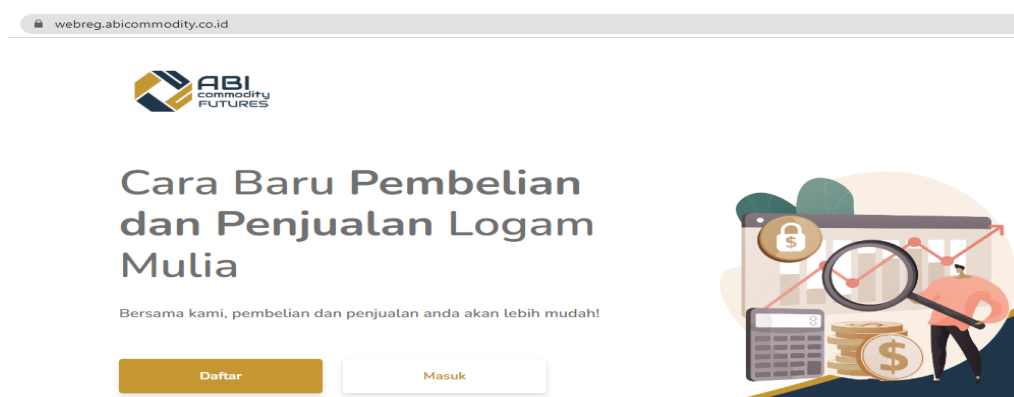 webreg.abicommodity.co.id
ABI
commodity
FUTURES
Cara Baru Pembelian
dan Penjualan Logam
Mulia
Bersama kami, pembelian dan penjualan anda akan lebih mudah!
Daftar
Masuk
$
8
$